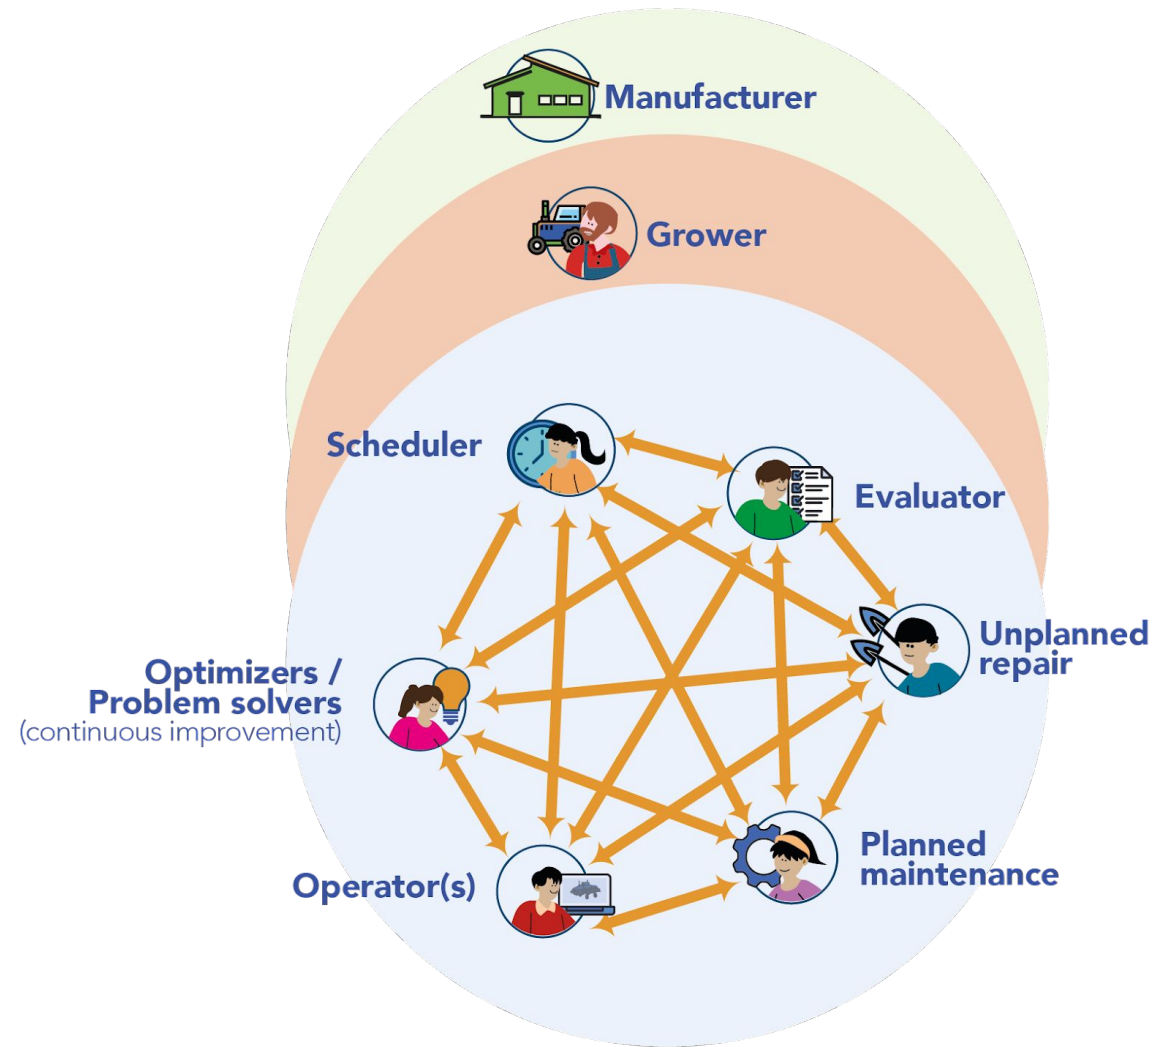 Manufacturer
Grower
Scheduler
Evaluator
Unplanned
repair
Optimizers /
Problem solvers
(continuous improvement)
Operator(s)
Planned
maintenance